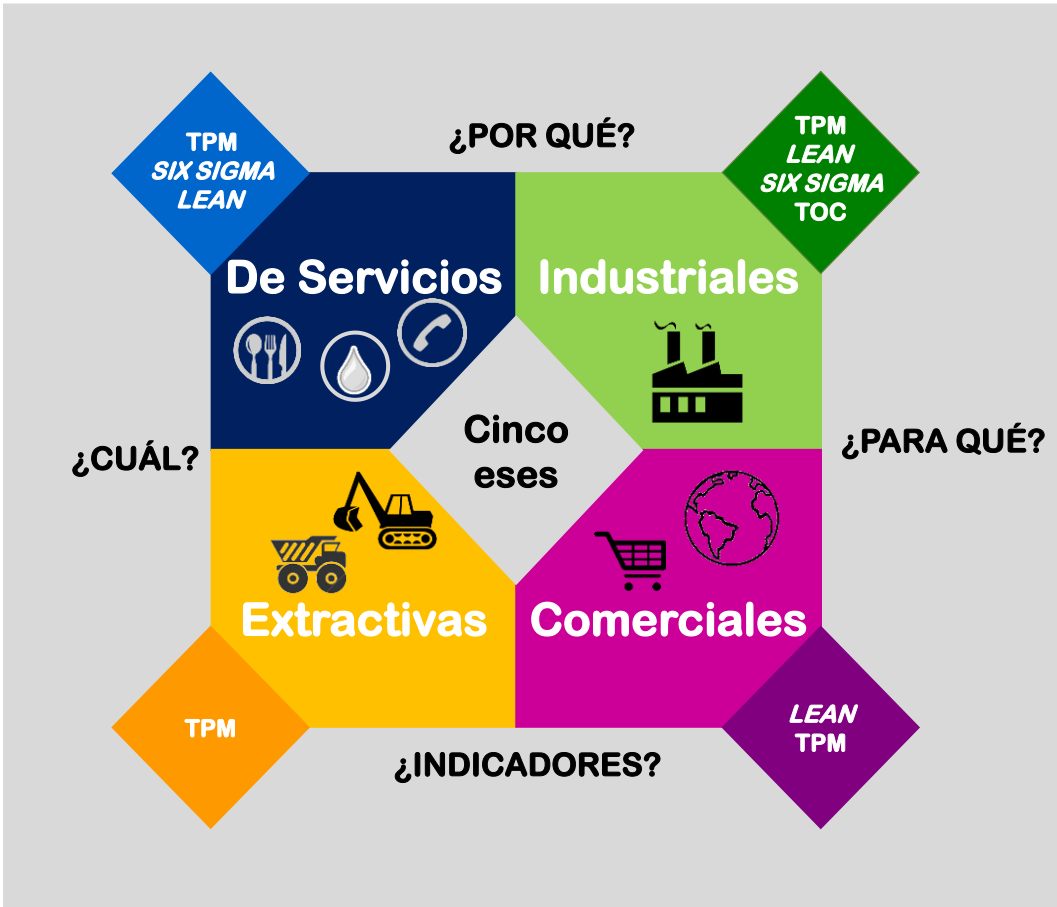 ¿POR QUÉ?
TPM
SIX SIGMA
LEAN
TPM
LEAN
SIX SIGMA
TOC
De Servicios
Industriales
Cinco
eses
¿CUÁL?
¿PARA QUÉ?
Extractivas
Comerciales
TPM
LEAN
TPM
¿INDICADORES?